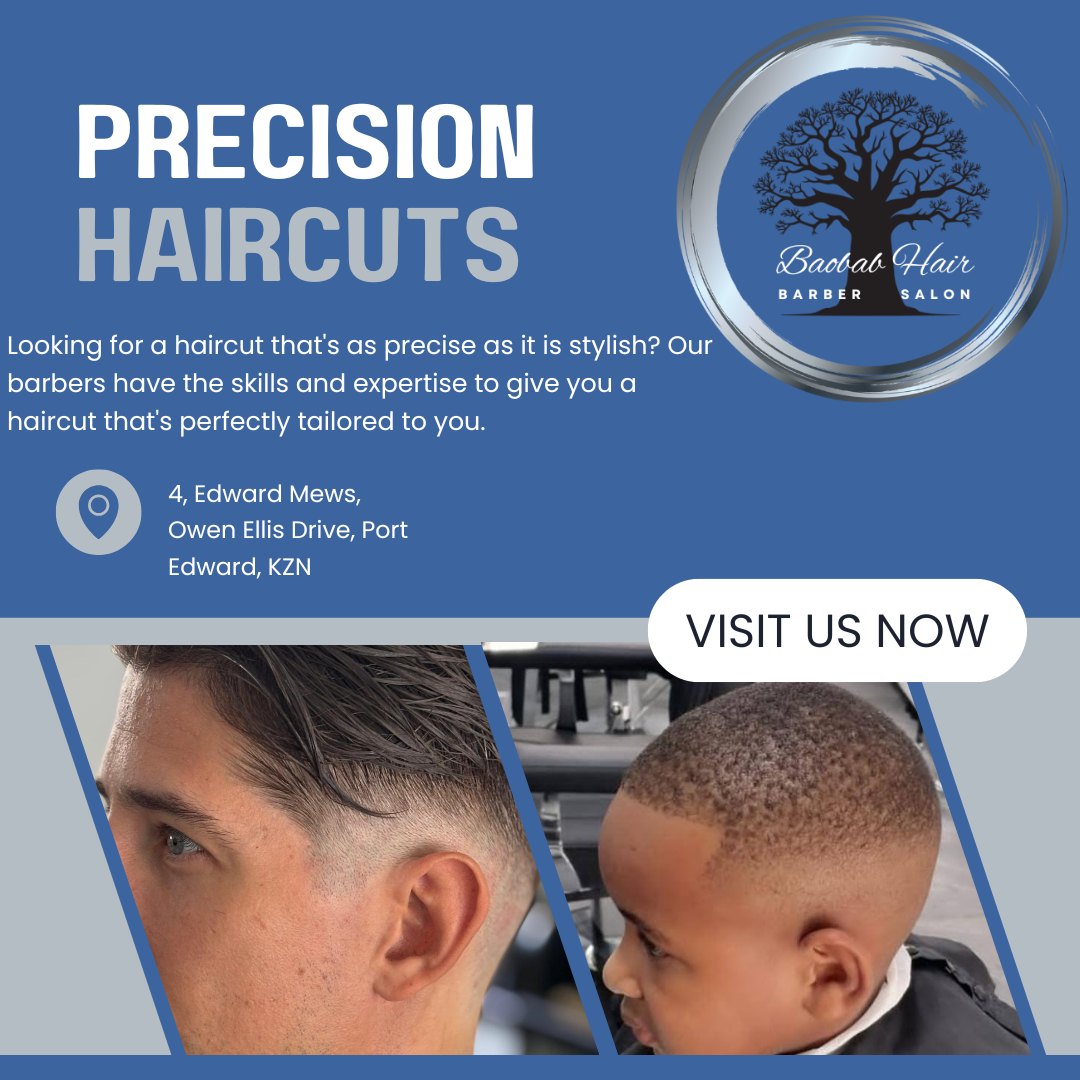 PRECISION
HAIRCUTS
Baobab Hair
BARBER SALON
Looking for a haircut that's as precise as it is stylish? Our
barbers have the skills and expertise to give you a
haircut that's perfectly tailored to you.
4, Edward Mews,
Owen Ellis Drive, Port
Edward, KZN
VISIT US NOW